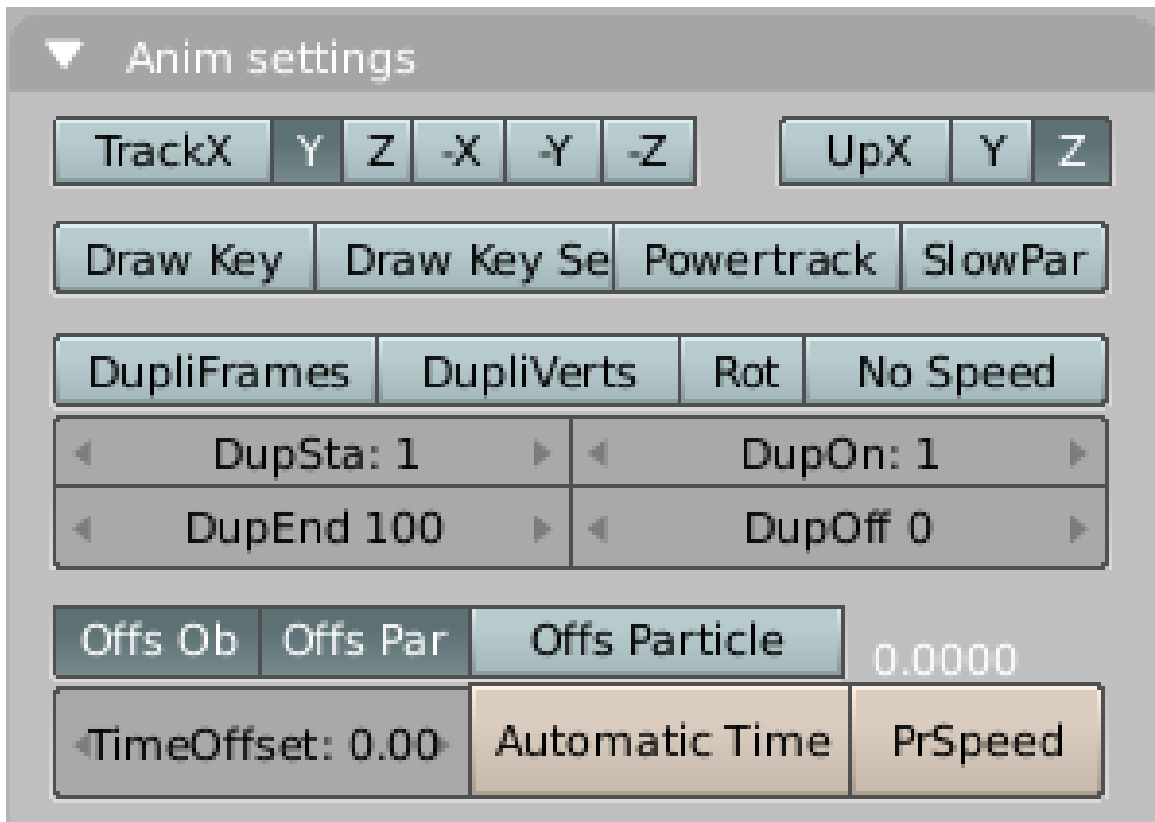 Anim settings
TrackX Y Z -X -Y -Z UpX Y Z
Draw Key Draw Key Se Powertrack SlowPar
DupliFrames DupliVerts Rot No Speed
DupSta: 1 DupOn: 1
DupEnd 100 DupOff 0
Offs Ob Offs Par Offs Particle 0.0000
TimeOffset: 0.00 Automatic Time PrSpeed